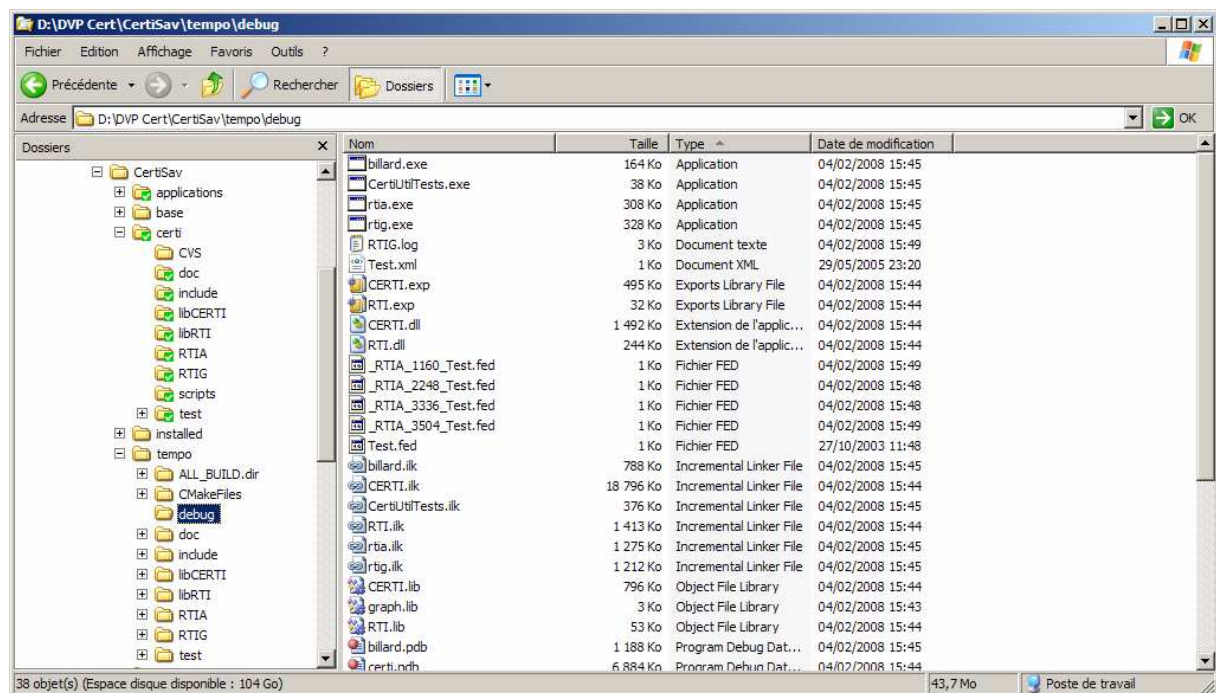 D:\DVP Cert\CertiSav\tempo\debug
Fichier Edition Affichage Favoris Outils ?
Précédente Rechercher Dossiers
Adresse D:\DVP Cert\CertiSav\tempo\debug OK
Dossiers x
CertiSav
applications
base
certi
CVS
doc
include
libCERTI
libRTI
RTIA
RTIG
scripts
test
installed
tempo
ALL_BUILD.dir
CMakeFiles
debug
doc
include
libCERTI
libRTI
RTIA
RTIG
test
Nom Taille Type Date de modification
billard.exe 164 Ko Application 04/02/2008 15:45
CertiUtilTests.exe 38 Ko Application 04/02/2008 15:45
rtia.exe 308 Ko Application 04/02/2008 15:45
rtig.exe 328 Ko Application 04/02/2008 15:45
RTIG.log 3 Ko Document texte 04/02/2008 15:49
Test.xml 1 Ko Document XML 29/05/2005 23:20
CERTI.exp 495 Ko Exports Library File 04/02/2008 15:44
RTI.exp 32 Ko Exports Library File 04/02/2008 15:44
CERTI.dll 1 492 Ko Extension de l'applic... 04/02/2008 15:44
RTI.dll 244 Ko Extension de l'applic... 04/02/2008 15:44
_RTIA_1160_Test.fed 1 Ko Fichier FED 04/02/2008 15:49
_RTIA_2248_Test.fed 1 Ko Fichier FED 04/02/2008 15:48
_RTIA_3336_Test.fed 1 Ko Fichier FED 04/02/2008 15:48
_RTIA_3504_Test.fed 1 Ko Fichier FED 04/02/2008 15:49
Test.fed 1 Ko Fichier FED 27/10/2003 11:48
billard.ilk 788 Ko Incremental Linker File 04/02/2008 15:45
CERTI.ilk 18 796 Ko Incremental Linker File 04/02/2008 15:44
CertiUtilTests.ilk 376 Ko Incremental Linker File 04/02/2008 15:45
RTI.ilk 1 413 Ko Incremental Linker File 04/02/2008 15:44
rtia.ilk 1 275 Ko Incremental Linker File 04/02/2008 15:45
rtig.ilk 1 212 Ko Incremental Linker File 04/02/2008 15:45
CERTI.lib 796 Ko Object File Library 04/02/2008 15:44
graph.lib 3 Ko Object File Library 04/02/2008 15:43
RTI.lib 53 Ko Object File Library 04/02/2008 15:44
billard.pdb 1 188 Ko Program Debug Dat... 04/02/2008 15:45
certi.pdb 6 884 Ko Program Debug Dat... 04/02/2008 15:44
38 objet(s) (Espace disque disponible : 104 Go) 43,7 Mo Poste de travail